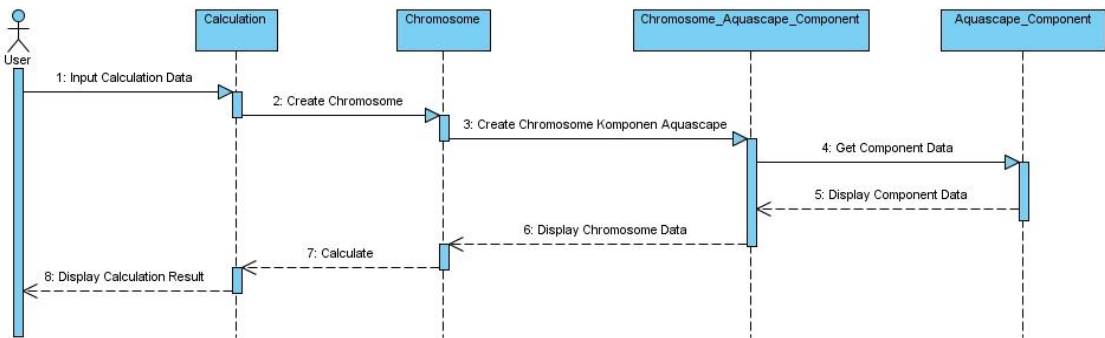 Calculation
Chromosome
Chromosome_Aquascape_Component
Aquascape_Component
User
1: Input Calculation Data
2: Create Chromosome
3: Create Chromosome Komponen Aquascape
4: Get Component Data
5: Display Component Data
6: Display Chromosome Data
7: Calculate
8: Display Calculation Result